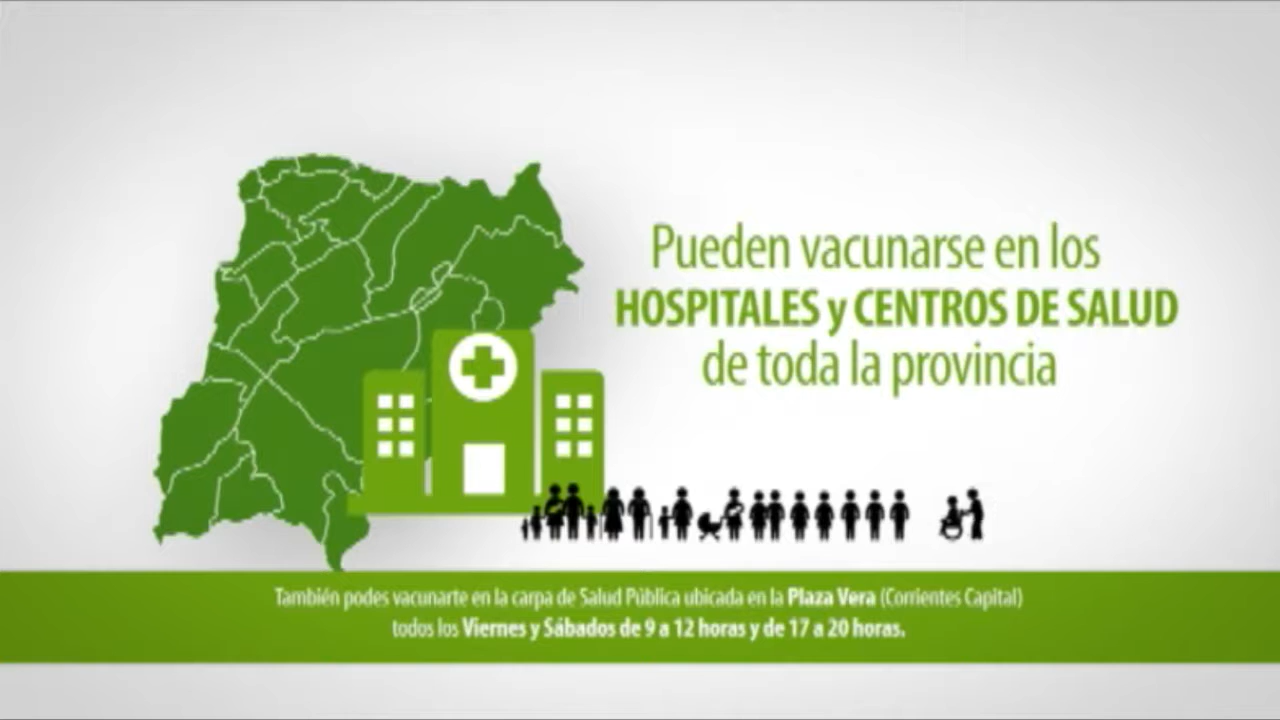 Pueden vacunarse en los
HOSPITALES y CENTROS DE SALUD
de toda la provincia
También podes vacunarte en la carpa de Salud Pública ubicada en la Plaza Vera (Corrientes Capital)
todos los Viernes y Sábados de 9 a 12 horas y de 17 a 20 horas.